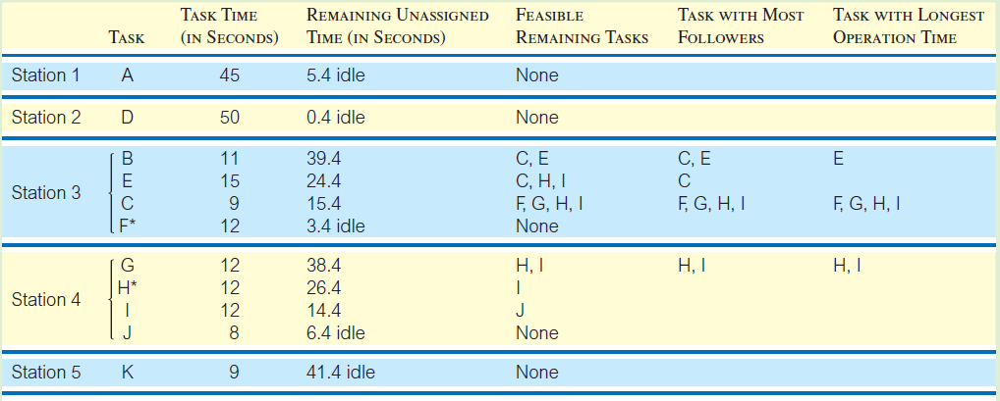 TASK TIME REMAINING UNASSIGNED FEASIBLE TASK WITH MOST TASK WITH LONGEST
TASK (IN SECONDS) TIME (IN SECONDS) REMAINING TASKS FOLLOWERS OPERATION TIME
Station 1 A 45 5.4 idle None
Station 2 D 50 0.4 idle None
B 11 39.4 C, E C, E E
E 15 24.4 C, H, I C
Station 3
C 9 15.4 F, G, H, I F, G, H, I F, G, H, I
F* 12 3.4 idle None
G 12 38.4 H, I H, I H, I
H* 12 26.4 I
Station 4
I 12 14.4 J
J 8 6.4 idle None
Station 5 K 9 41.4 idle None